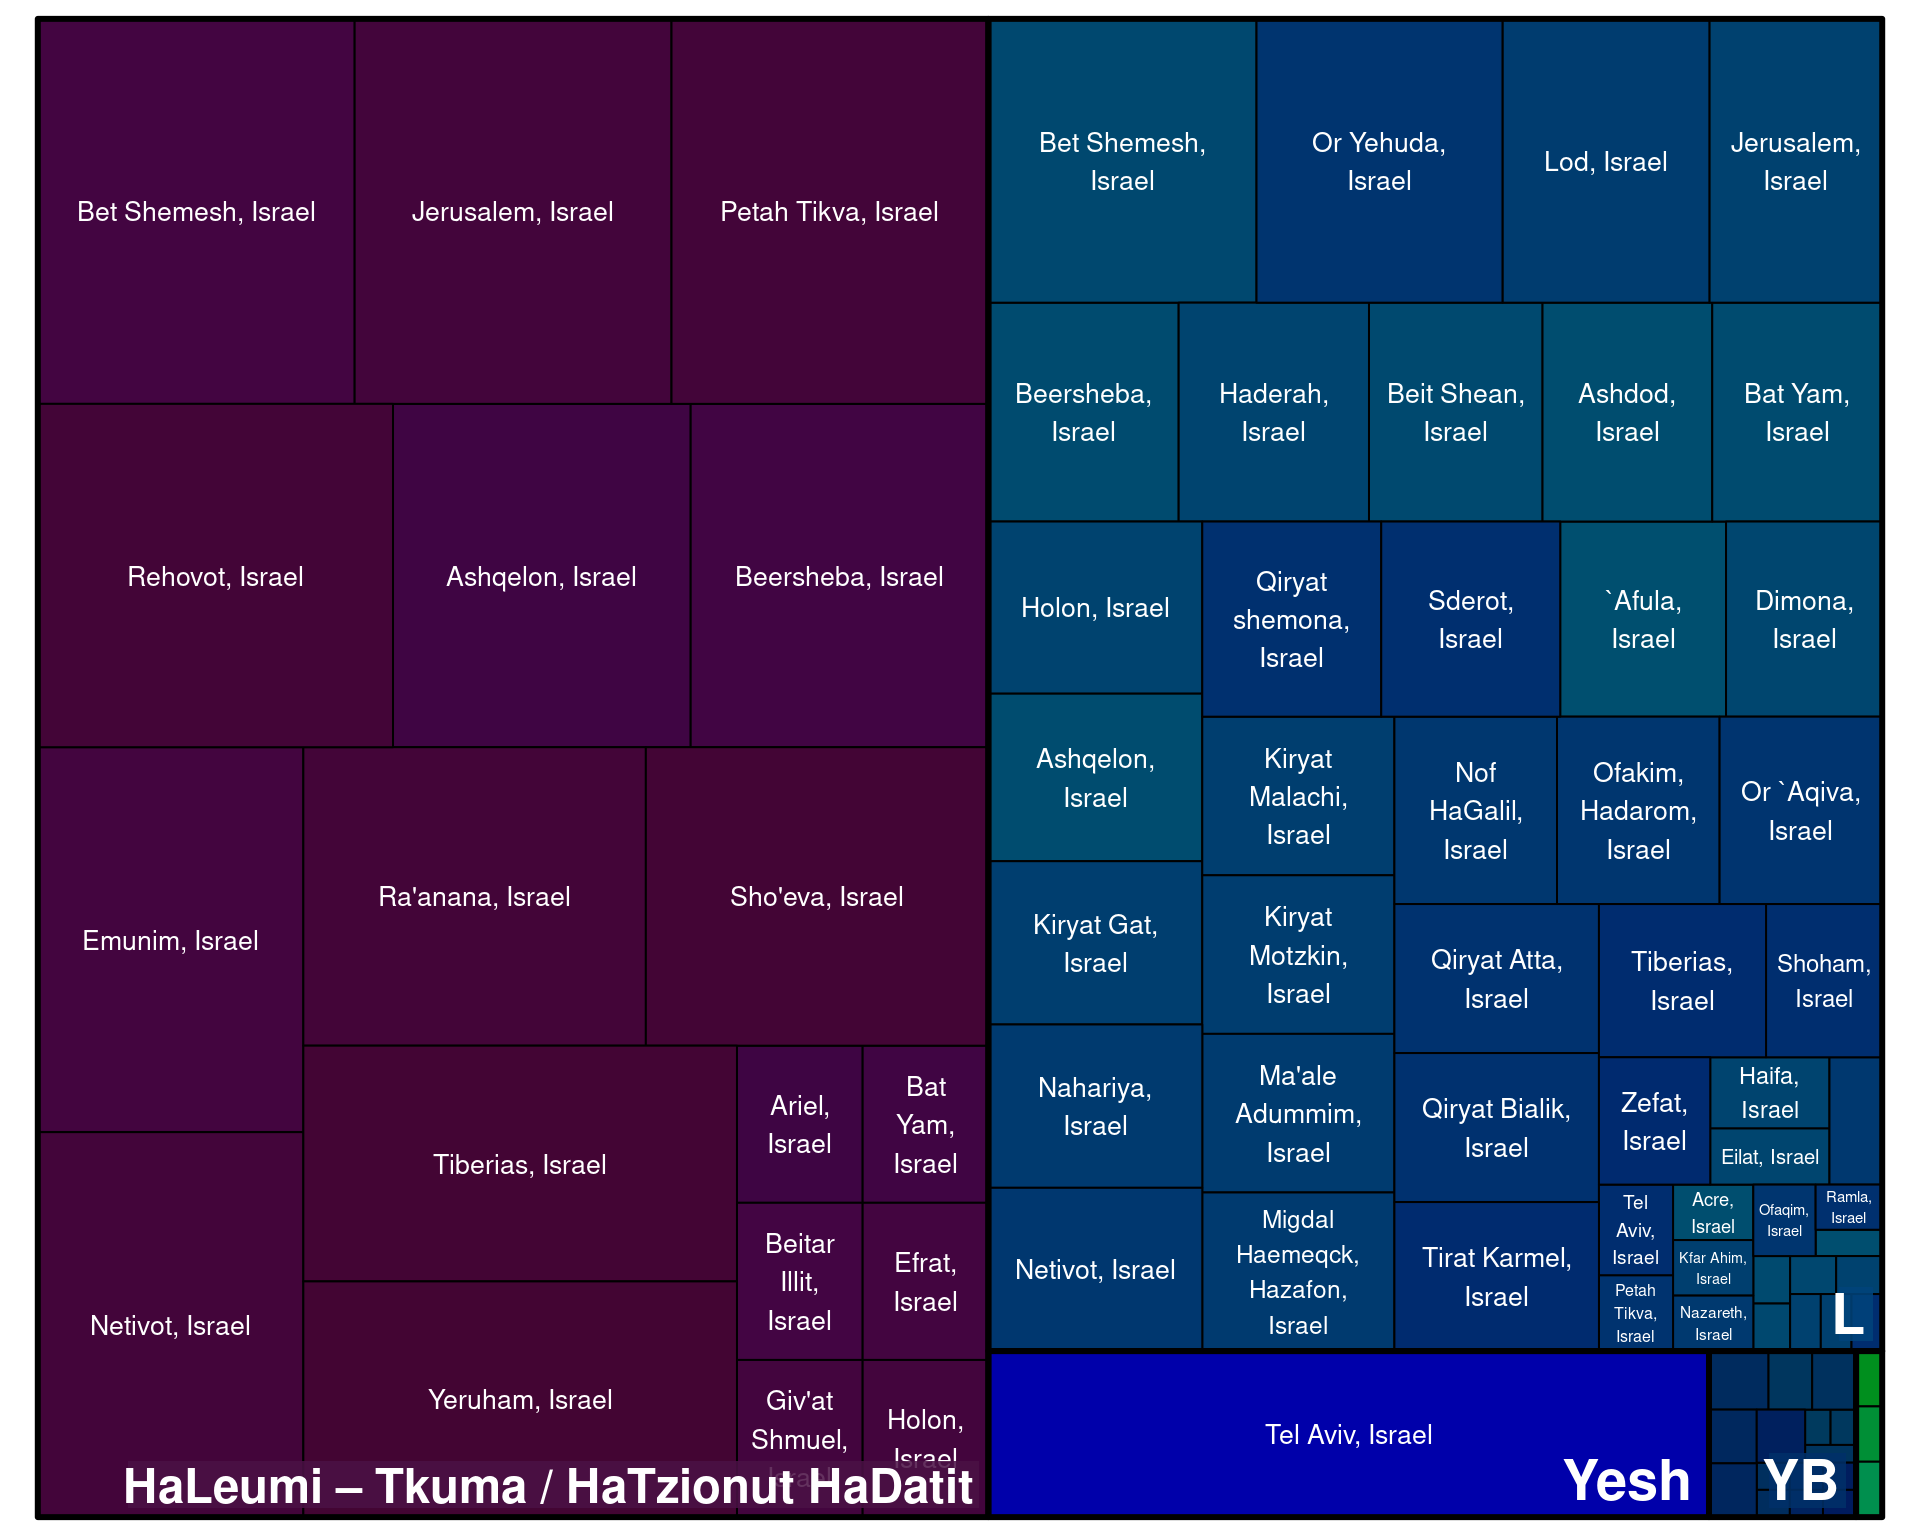 Bet Shemesh, Israel
Jerusalem, Israel
Petah Tikva, Israel
Rehovot, Israel
Ashqelon, Israel
Beersheba, Israel
Emunim, Israel
Ra'anana, Israel
Sho'eva, Israel
Netivot, Israel
Tiberias, Israel
Yeruham, Israel
Ariel,
Israel
Bat
Yam,
Israel
Beitar
Illit,
Israel
Efrat,
Israel
Giv'at
Shmuel,
Israel
Holon,
Israel
HaLeumi – Tkuma / HaTzionut HaDatit
Bet Shemesh,
Israel
Or Yehuda,
Israel
Lod, Israel
Jerusalem,
Israel
Beersheba,
Israel
Haderah,
Israel
Beit Shean,
Israel
Ashdod,
Israel
Bat Yam,
Israel
Holon, Israel
Qiryat
shemona,
Israel
Sderot,
Israel
`Afula,
Israel
Dimona,
Israel
Ashqelon,
Israel
Kiryat
Malachi,
Israel
Nof
HaGalil,
Israel
Ofakim,
Hadarom,
Israel
Or `Aqiva,
Israel
Kiryat Gat,
Israel
Kiryat
Motzkin,
Israel
Qiryat Atta,
Israel
Tiberias,
Israel
Shoham,
Israel
Nahariya,
Israel
Ma'ale
Adummim,
Israel
Qiryat Bialik,
Israel
Zefat,
Israel
Haifa,
Israel
Eilat, Israel
Netivot, Israel
Migdal
Haemeqck,
Hazafon,
Israel
Tirat Karmel,
Israel
Tel
Aviv,
Israel
Petah
Tikva,
Israel
Acre,
Israel
Kfar Ahim,
Israel
Nazareth,
Israel
Ofaqim,
Israel
Ramla,
Israel
L
Tel Aviv, Israel
Yesh
YB